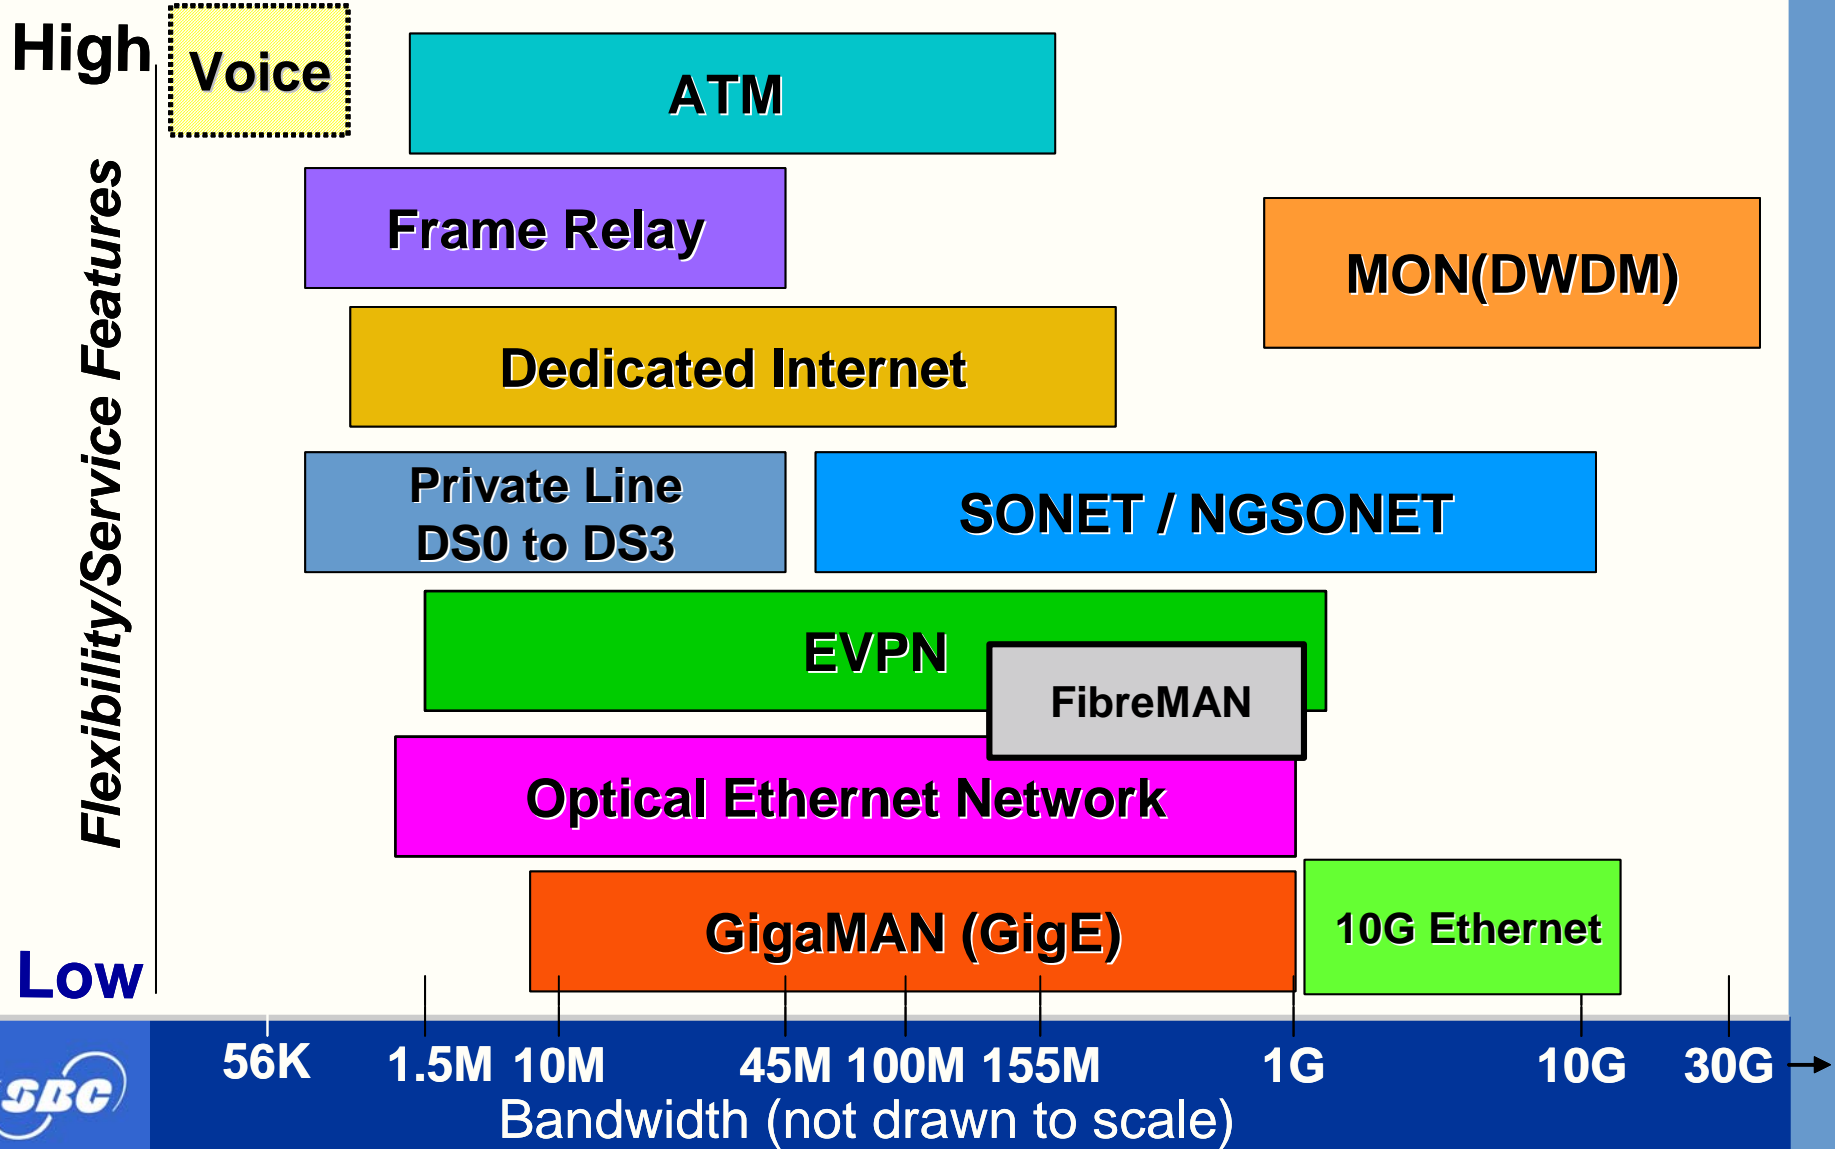 High
Voice
ATM
Frame Relay
MON(DWDM)
Dedicated Internet
Private Line
DS0 to DS3
SONET / NGSONET
EVPN
FibreMAN
Optical Ethernet Network
GigaMAN (GigE)
10G Ethernet
Flexibility/Service Features
Low
56K 1.5M 10M 45M 100M 155M 1G 10G 30G
Bandwidth (not drawn to scale)
SBC